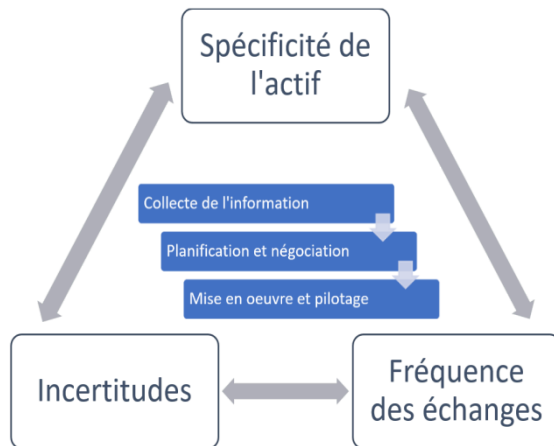 Spécificité de
l'actif
Collecte de l'information
Planification et négociation
Mise en oeuvre et pilotage
Incertitudes
Fréquence
des échanges